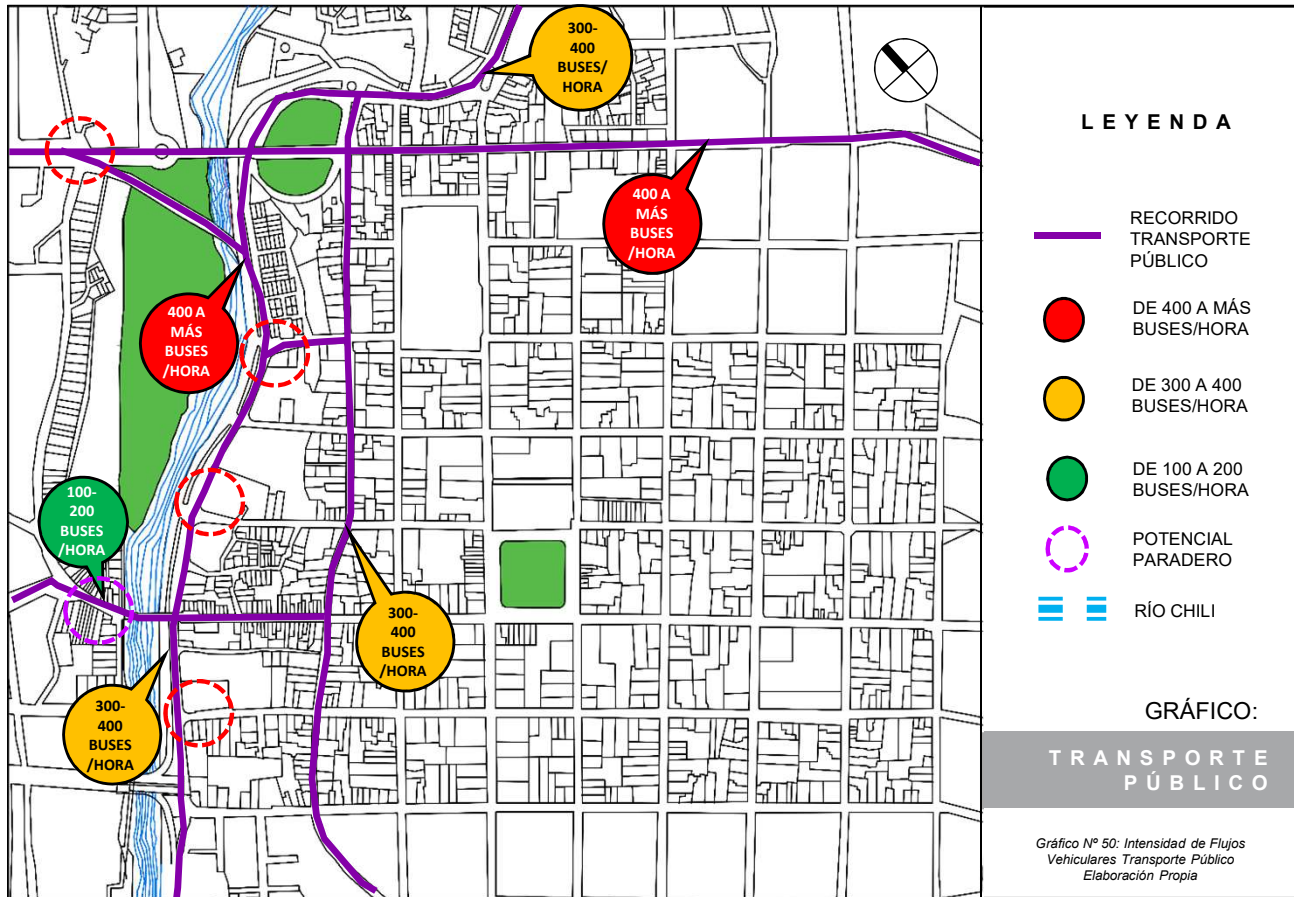 300-
400
BUSES/
HORA
400 A
MÁS
BUSES
/HORA
400 A
MÁS
BUSES
/HORA
100-
200
BUSES
/HORA
300-
400
BUSES
/HORA
300-
400
BUSES
/HORA
LEYENDA
RECORRIDO
TRANSPORTE
PÚBLICO
DE 400 A MÁS
BUSES/HORA
DE 300 A 400
BUSES/HORA
DE 100 A 200
BUSES/HORA
POTENCIAL
PARADERO
RÍO CHILI
GRÁFICO:
TRANSPORTE
PÚBLICO
Gráfico Nº 50: Intensidad de Flujos
Vehiculares Transporte Público
Elaboración Propia